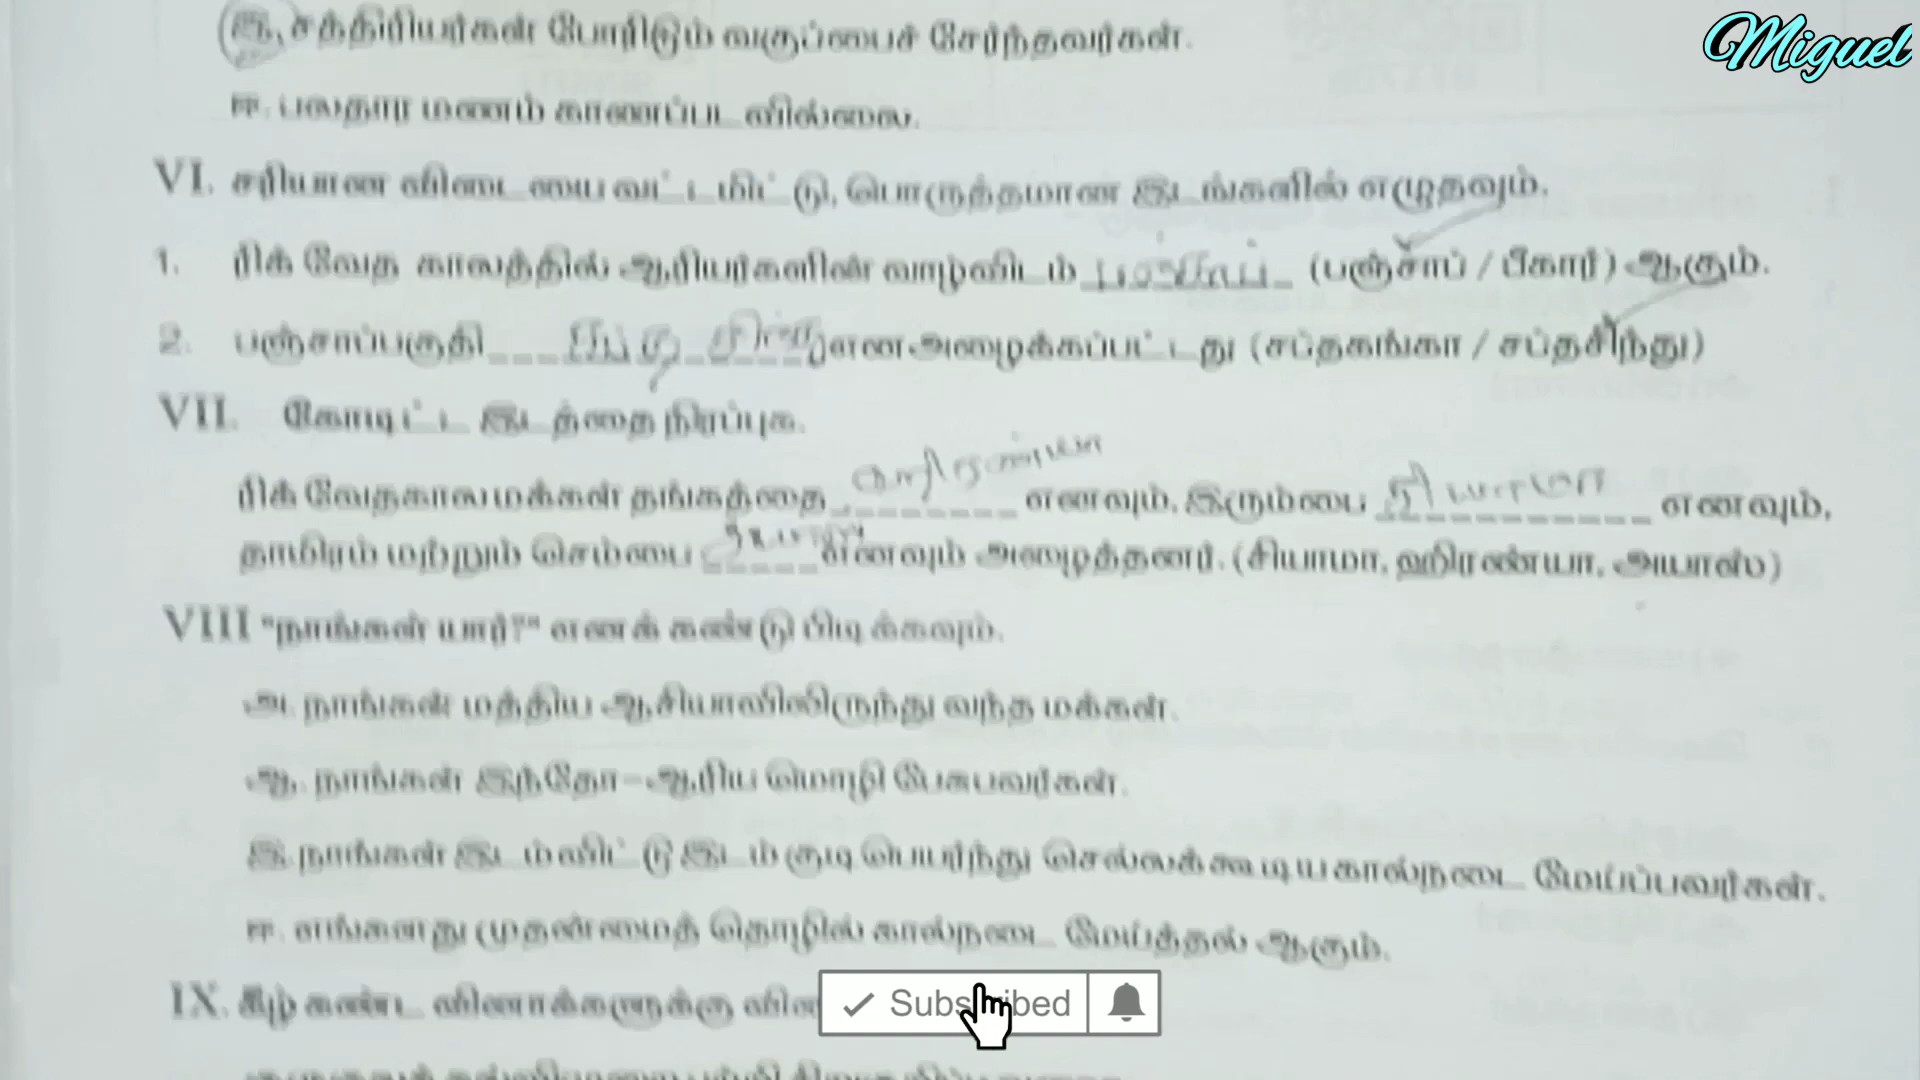 Miguel
இ. சத்திரியர்கள் போரிடும் வகுப்பைச் சேர்ந்தவர்கள்.
ஈ. பலதார மணம் காணப்படவில்லை.
VI. சரியான விடையை வட்டமிட்டு, பொருத்தமான இடங்களில் எழுதவும்.
1. ரிக் வேத காலத்தில் ஆரியர்களின் வாழ்விடம் பஞ்சாப் (பஞ்சாப் / பீகார்) ஆகும்.
2. பஞ்சாப்பகுதி சப்த சிந்து என அழைக்கப்பட்டது (சப்தகங்கா / சப்தசிந்து)
VII. கோடிட்ட இடத்தை நிரப்புக.
ரிக் வேதகால மக்கள் தங்கத்தை எனவும், இரும்பை சியாமா எனவும்,
தாமிரம் மற்றும் செம்பை எனவும் அழைத்தனர். (சியாமா, ஹிரண்யா, அயாஸ்)
VIII "நாங்கள் யார்?" எனக் கண்டு பிடிக்கவும்.
அ. நாங்கள் மத்திய ஆசியாவிலிருந்து வந்த மக்கள்.
ஆ. நாங்கள் இந்தோ-ஆரிய மொழி பேசுபவர்கள்.
இ. நாங்கள் இடம்விட்டு இடம் குடி பெயர்ந்து செல்லக்கூடிய கால்நடை மேய்ப்பவர்கள்.
ஈ. எங்களது முதன்மைத் தொழில் கால்நடை மேய்த்தல் ஆகும்.
IX. கீழ் கண்ட வினாக்களுக்கு
Subscribed